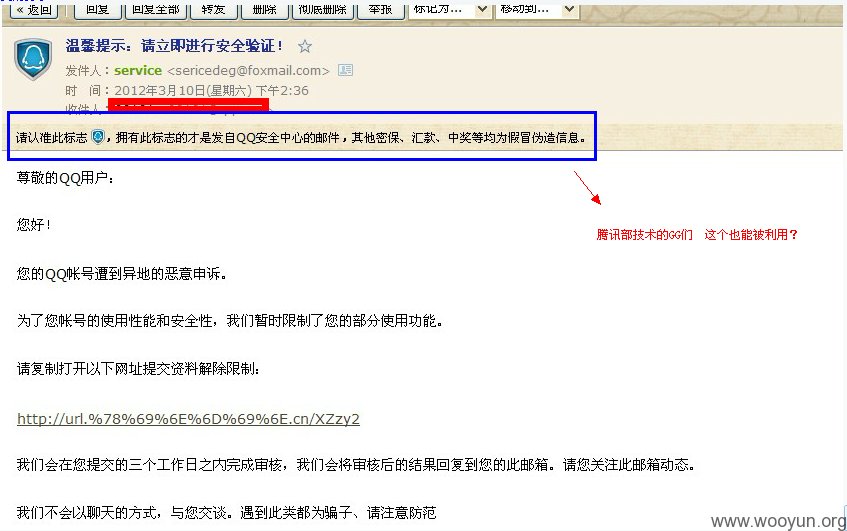 « 返回 回复 回复全部 转发 删除 彻底删除 举报 标记为... 移动到...
温馨提示：请立即进行安全验证！ ☆
发件人：service <sericedeg@foxmail.com>
时 间：2012年3月10日(星期六) 下午2:36
收件人：
请认准此标志，拥有此标志的才是发自QQ安全中心的邮件，其他密保、汇款、中奖等均为假冒伪造信息。
尊敬的QQ用户：
您好！
腾讯部技术的GG们 这个也能被利用？
您的QQ帐号遭到异地的恶意申诉。
为了您帐号的使用性能和安全性，我们暂时限制了您的部分使用功能。
请复制打开以下网址提交资料解除限制：
http://url.%78%69%6E%6D%69%6E.cn/XZzy2
我们会在您提交的三个工作日之内完成审核，我们会将审核后的结果回复到您的此邮箱。请您关注此邮箱动态。
我们不会以聊天的方式，与您交谈。遇到此类都为骗子、请注意防范
www.wooyun.org